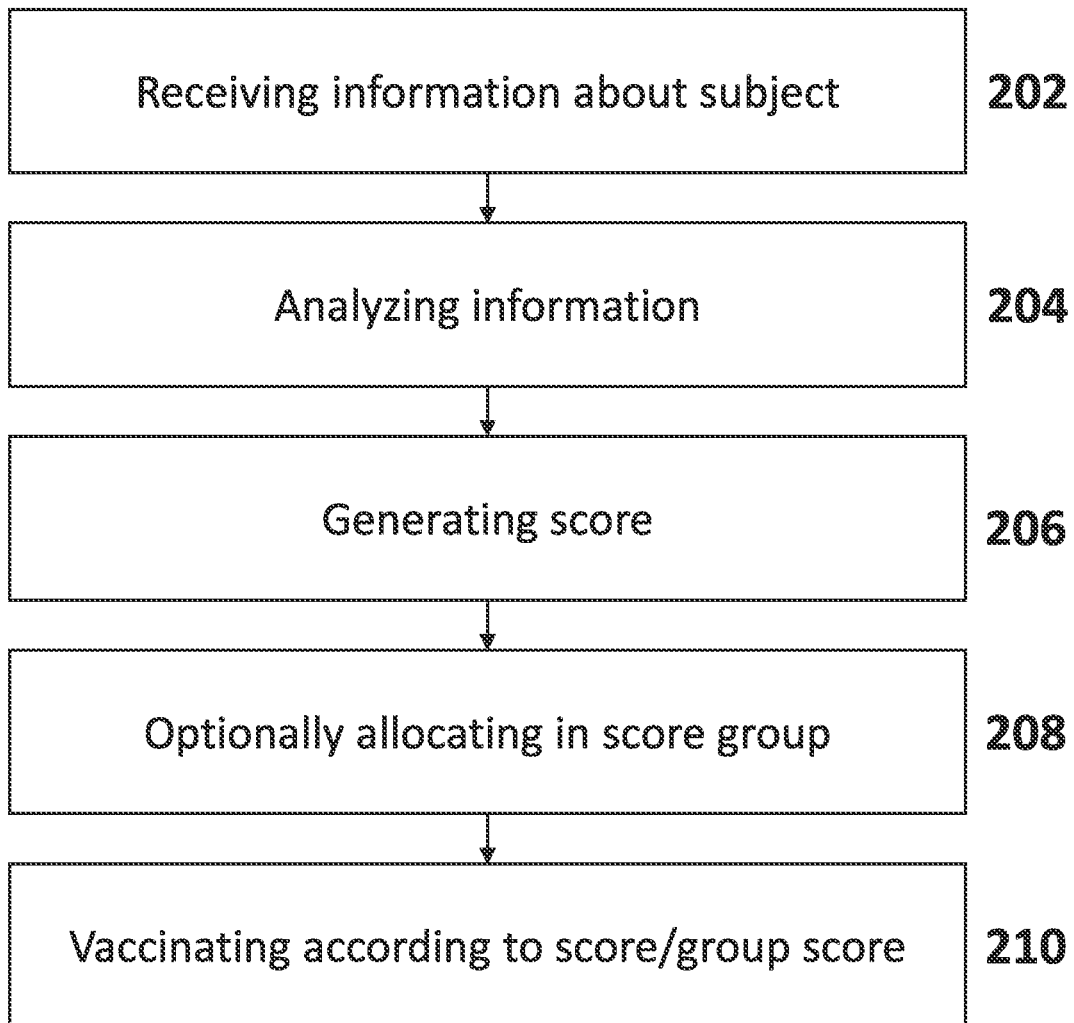 Receiving information about subject 202
Analyzing information 204
Generating score 206
Optionally allocating in score group 208
Vaccinating according to score/group score 210